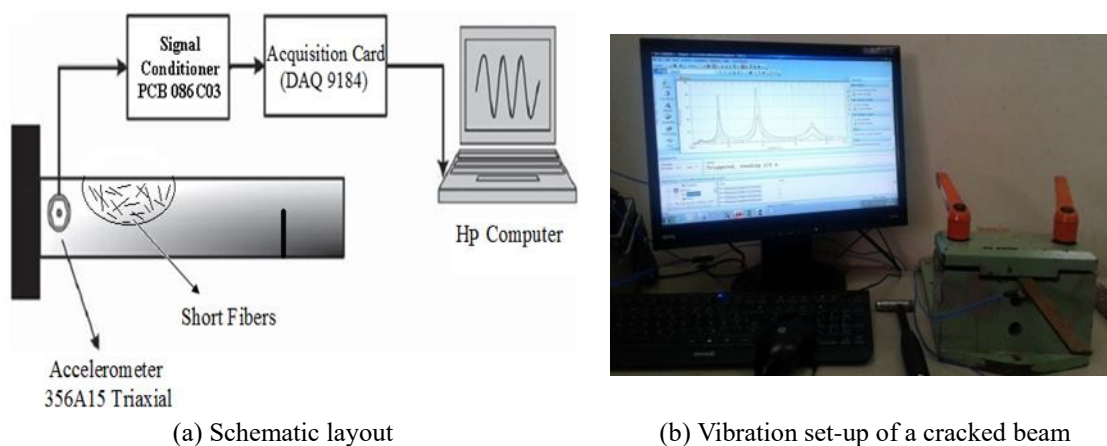 Signal
Conditioner
PCB 086C03
Acquisition Card
(DAQ 9184)
Hp Computer
Short Fibers
Accelerometer
356A15 Triaxial
(a) Schematic layout
(b) Vibration set-up of a cracked beam